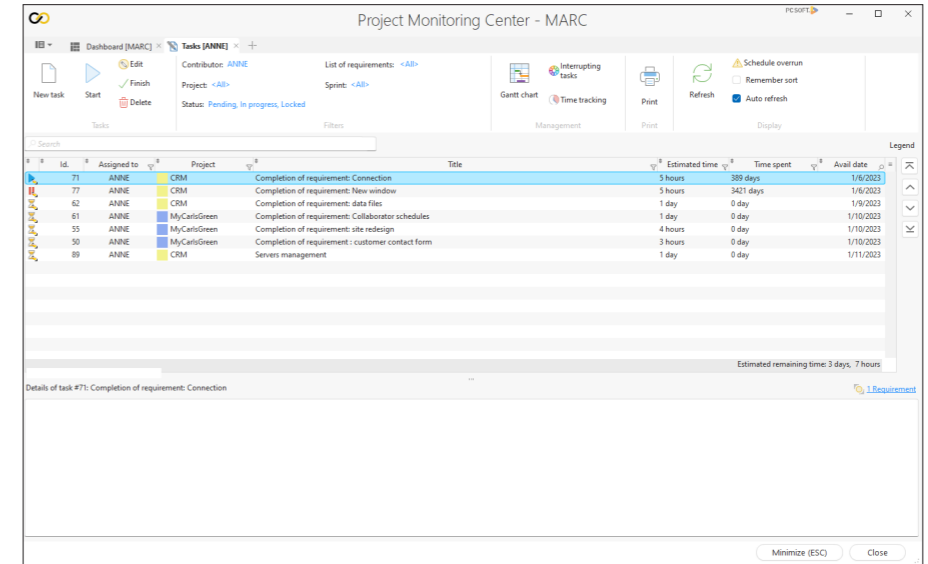 PC SOFT
Project Monitoring Center - MARC
Dashboard [MARC] Tasks [ANNE]
New task
Start
Edit
Finish
Delete
Tasks
Contributor: ANNE
Project: <All>
Status: Pending, In progress, Locked
List of requirements: <All>
Sprint: <All>
Filters
Gantt chart
Interrupting
tasks
Time tracking
Management
Print
Print
Refresh
Schedule overrun
Remember sort
Auto refresh
Display
Search
Legend
Id. Assigned to Project Title Estimated time Time spent Avail date
71 ANNE CRM Completion of requirement: Connection 5 hours 389 days 1/6/2023
77 ANNE CRM Completion of requirement: New window 5 hours 3421 days 1/6/2023
62 ANNE CRM Completion of requirement: data files 1 day 0 day 1/9/2023
61 ANNE MyCarIsGreen Completion of requirement: Collaborator schedules 1 day 0 day 1/10/2023
55 ANNE MyCarIsGreen Completion of requirement: site redesign 4 hours 0 day 1/10/2023
50 ANNE MyCarIsGreen Completion of requirement : customer contact form 3 hours 0 day 1/10/2023
89 ANNE CRM Servers management 1 day 0 day 1/11/2023
Estimated remaining time: 3 days, 7 hours
Details of task #71: Completion of requirement: Connection
1 Requirement
Minimize (ESC)
Close